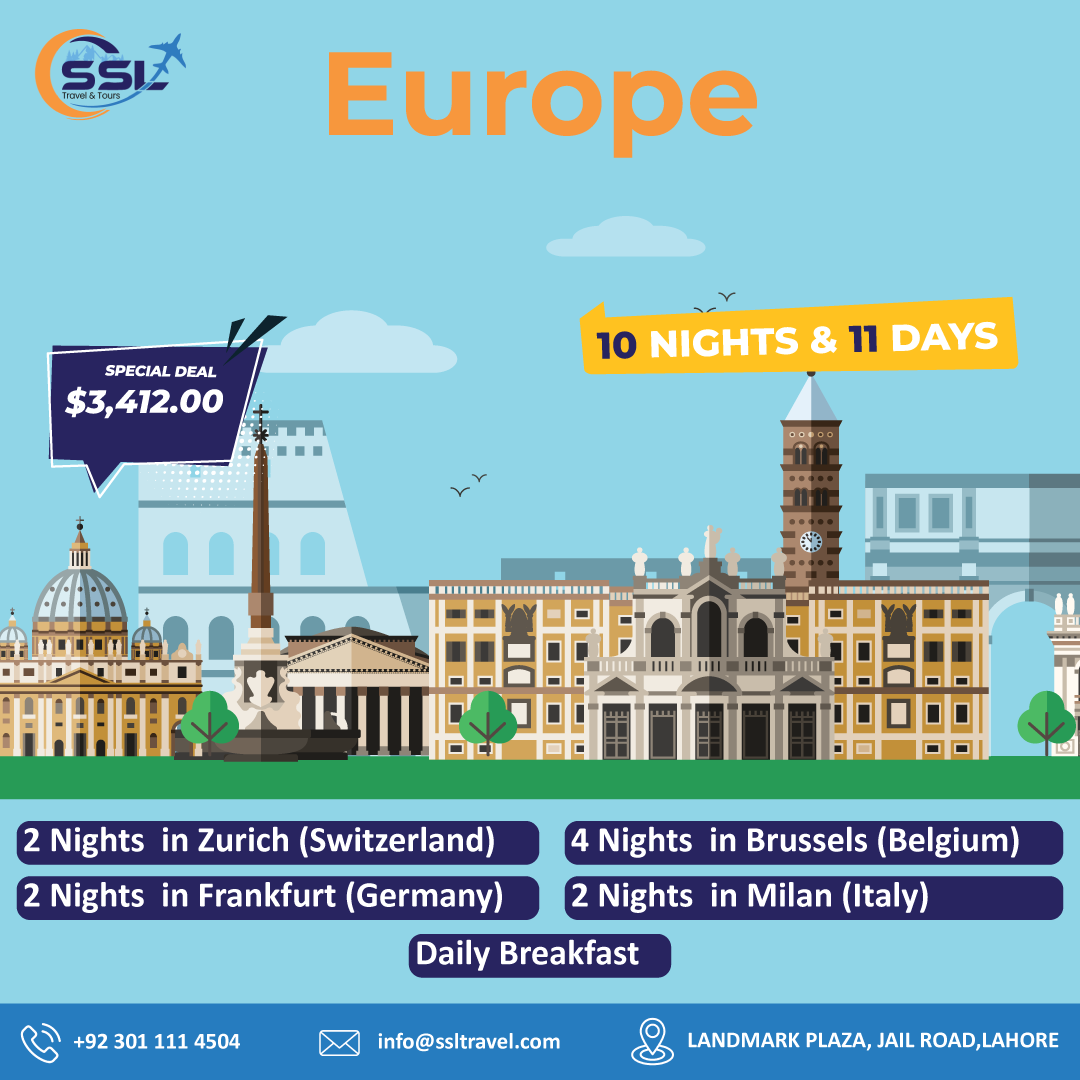 SSL
Travel & Tours
Europe
10 NIGHTS & 11 DAYS
SPECIAL DEAL
$3,412.00
2 Nights in Zurich (Switzerland)
4 Nights in Brussels (Belgium)
2 Nights in Frankfurt (Germany)
2 Nights in Milan (Italy)
Daily Breakfast
+92 301 111 4504
info@ssltravel.com
LANDMARK PLAZA, JAIL ROAD,LAHORE